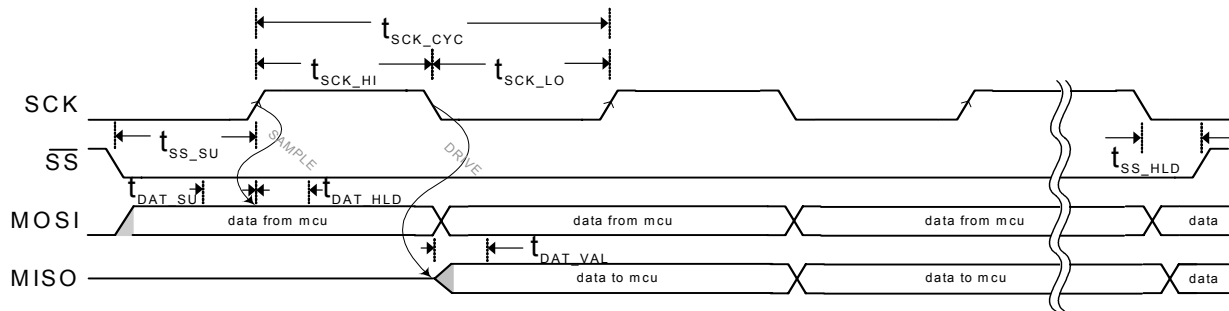 tSCK_CYC
tSCK_HI
tSCK_LO
SCK
tSS_SU
SAMPLE
DRIVE
tSS_HLD
SS
tDAT_SU
tDAT_HLD
MOSI
data from mcu
data from mcu
data from mcu
data
tDAT_VAL
MISO
data to mcu
data to mcu
data